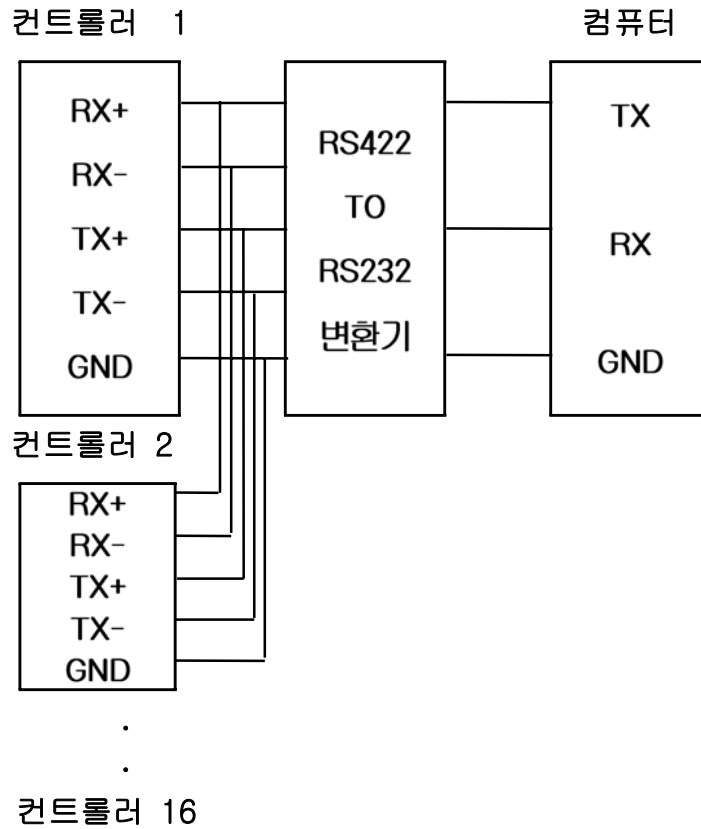 컨트롤러 1
컴퓨터
RX+
RX-
TX+
TX-
GND
RS422
TO
RS232
변환기
TX
RX
GND
컨트롤러 2
RX+
RX-
TX+
TX-
GND
.
.
컨트롤러 16